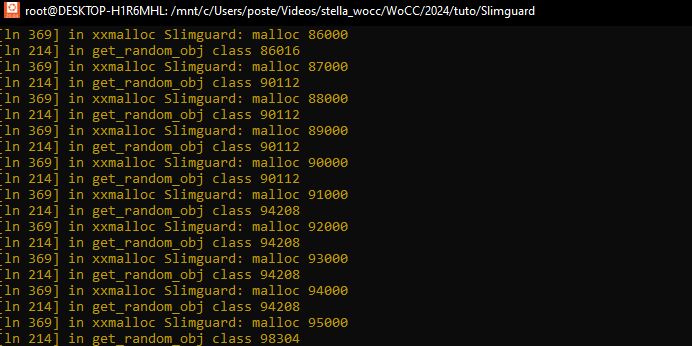 root@DESKTOP-H1R6MHL: /mnt/c/Users/poste/Videos/stella_wocc/WoCC/2024/tuto/Slimguard
[ln 369] in xxmalloc Slimguard: malloc 86000
[ln 214] in get_random_obj class 86016
[ln 369] in xxmalloc Slimguard: malloc 87000
[ln 214] in get_random_obj class 90112
[ln 369] in xxmalloc Slimguard: malloc 88000
[ln 214] in get_random_obj class 90112
[ln 369] in xxmalloc Slimguard: malloc 89000
[ln 214] in get_random_obj class 90112
[ln 369] in xxmalloc Slimguard: malloc 90000
[ln 214] in get_random_obj class 90112
[ln 369] in xxmalloc Slimguard: malloc 91000
[ln 214] in get_random_obj class 94208
[ln 369] in xxmalloc Slimguard: malloc 92000
[ln 214] in get_random_obj class 94208
[ln 369] in xxmalloc Slimguard: malloc 93000
[ln 214] in get_random_obj class 94208
[ln 369] in xxmalloc Slimguard: malloc 94000
[ln 214] in get_random_obj class 94208
[ln 369] in xxmalloc Slimguard: malloc 95000
[ln 214] in get_random_obj class 98304